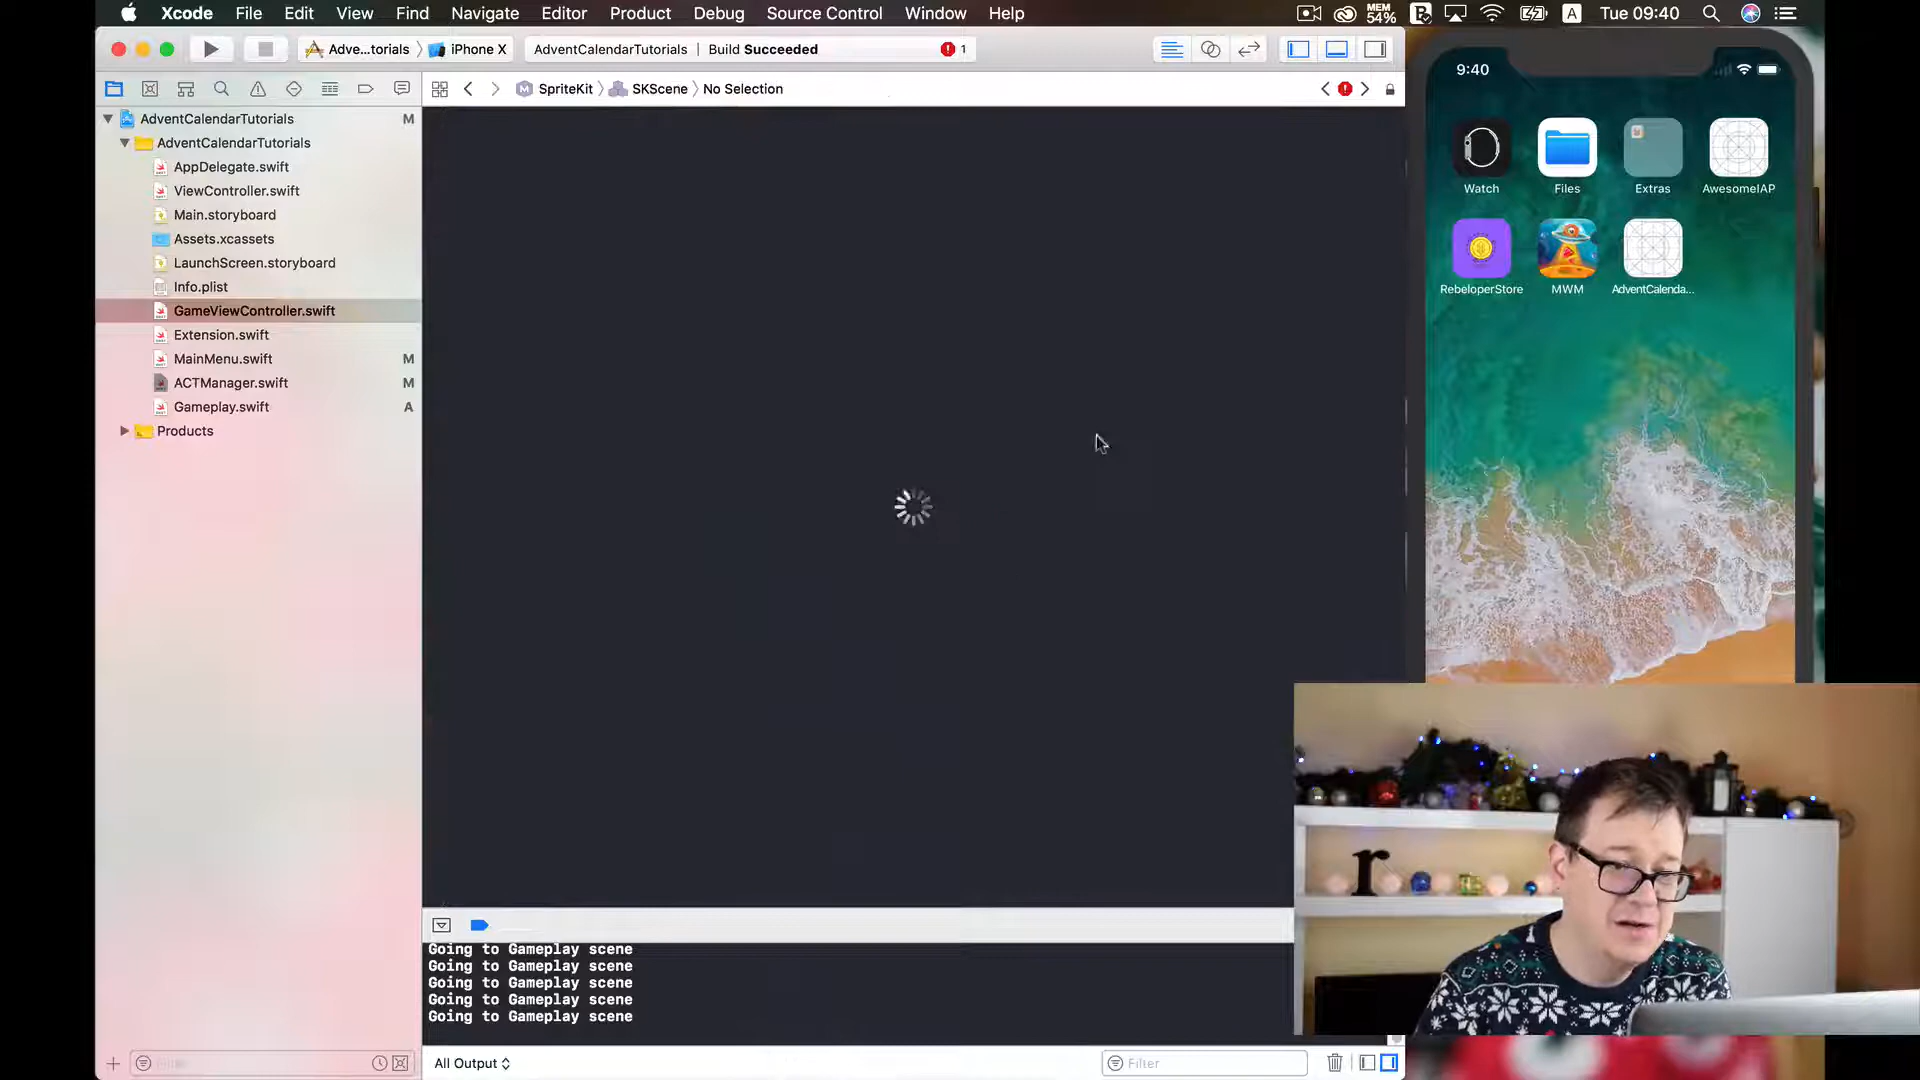 Xcode File Edit View Find Navigate Editor Product Debug Source Control Window Help MEM 54% A Tue 09:40
Adve...torials iPhone X AdventCalendarTutorials | Build Succeeded 1
SpriteKit SKScene No Selection
AdventCalendarTutorials M
AdventCalendarTutorials
AppDelegate.swift
ViewController.swift
Main.storyboard
Assets.xcassets
LaunchScreen.storyboard
Info.plist
GameViewController.swift
Extension.swift
MainMenu.swift M
ACTManager.swift M
Gameplay.swift A
Products
Filter
Going to Gameplay scene
Going to Gameplay scene
Going to Gameplay scene
Going to Gameplay scene
Going to Gameplay scene
All Output Filter
9:40
Watch Files Extras AwesomeIAP
RebeloperStore MWM AdventCalenda...
r